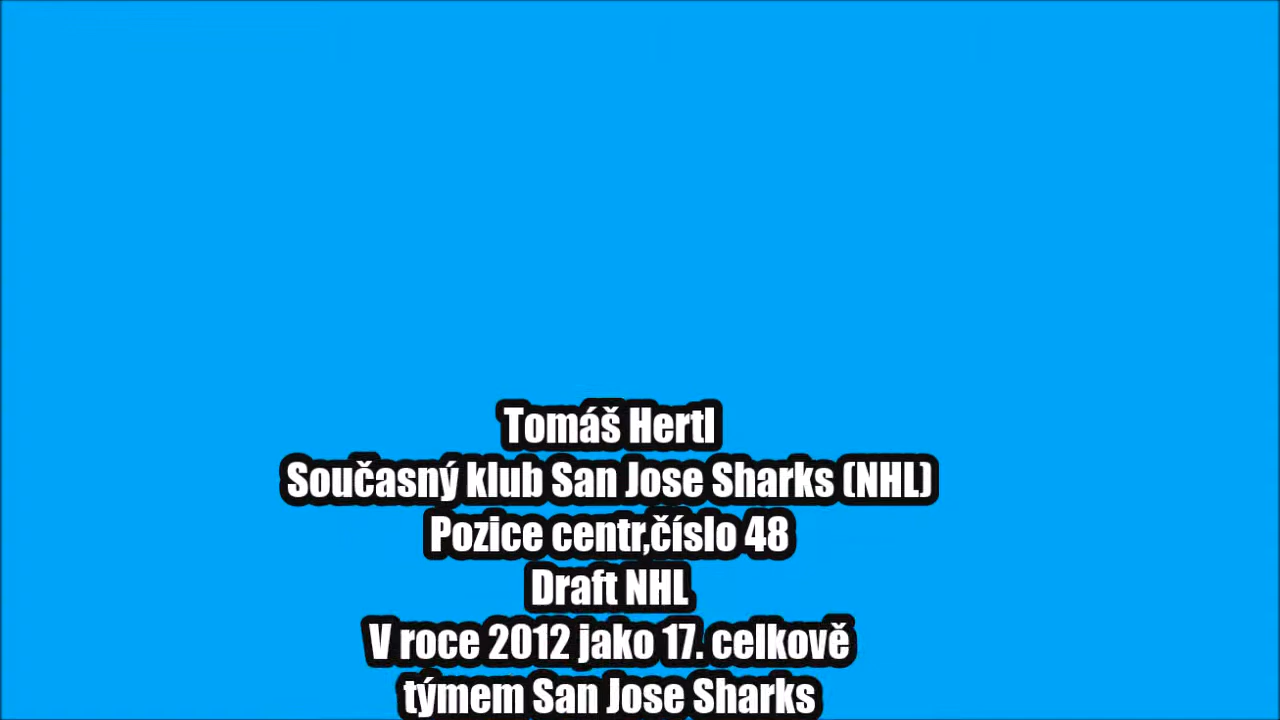 Tomáš Hertl
Současný klub San Jose Sharks (NHL)
Pozice centr,číslo 48
Draft NHL
V roce 2012 jako 17. celkově
týmem San Jose Sharks